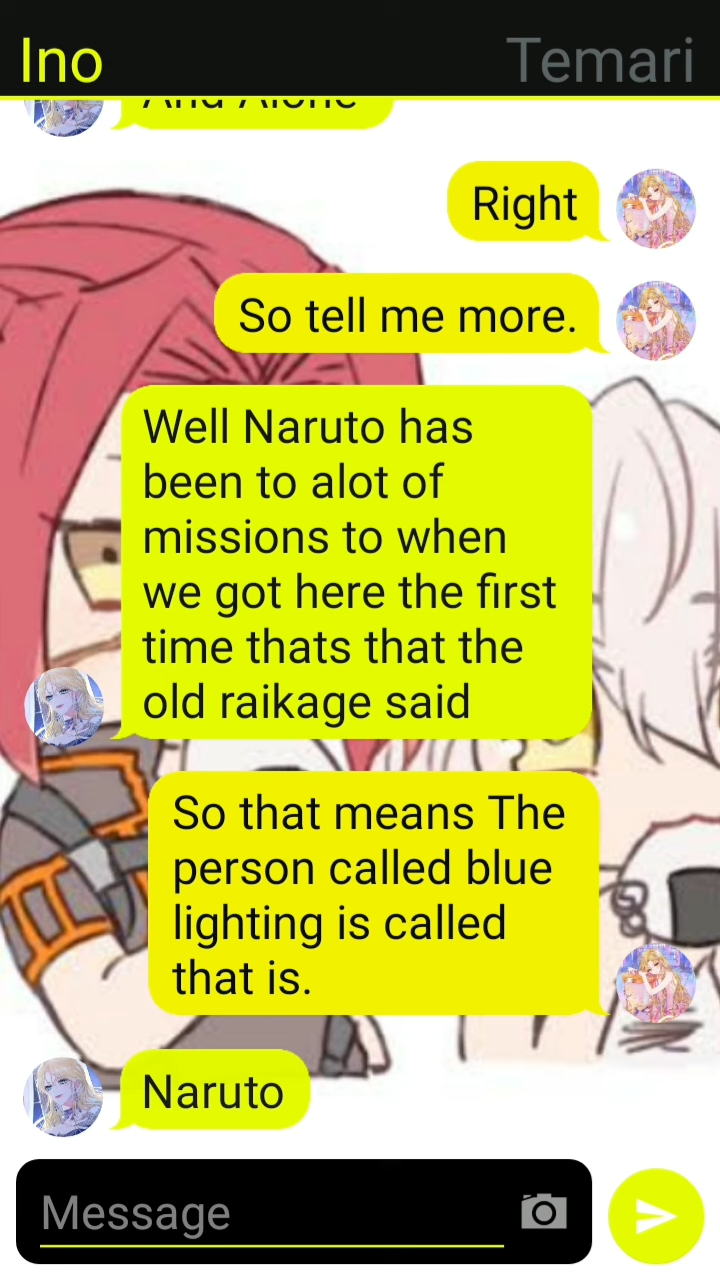 Ino Temari
And Alone
Right
So tell me more.
Well Naruto has
been to alot of
missions to when
we got here the first
time thats that the
old raikage said
So that means The
person called blue
lighting is called
that is.
Naruto
Message